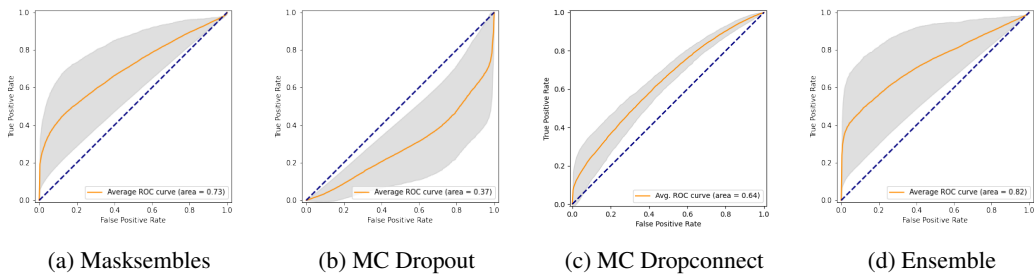 1.0
0.8
0.6
0.4
0.2
0.0
True Positive Rate
0.0 0.2 0.4 0.6 0.8 1.0
False Positive Rate
Average ROC curve (area = 0.73)
(a) Masksembles
1.0
0.8
0.6
0.4
0.2
0.0
True Positive Rate
0.0 0.2 0.4 0.6 0.8 1.0
False Positive Rate
Average ROC curve (area = 0.37)
(b) MC Dropout
1.0
0.8
0.6
0.4
0.2
0.0
True Positive Rate
0.0 0.2 0.4 0.6 0.8 1.0
False Positive Rate
Avg. ROC curve (area = 0.64)
(c) MC Dropconnect
1.0
0.8
0.6
0.4
0.2
0.0
True Positive Rate
0.0 0.2 0.4 0.6 0.8 1.0
False Positive Rate
Average ROC curve (area = 0.82)
(d) Ensemble